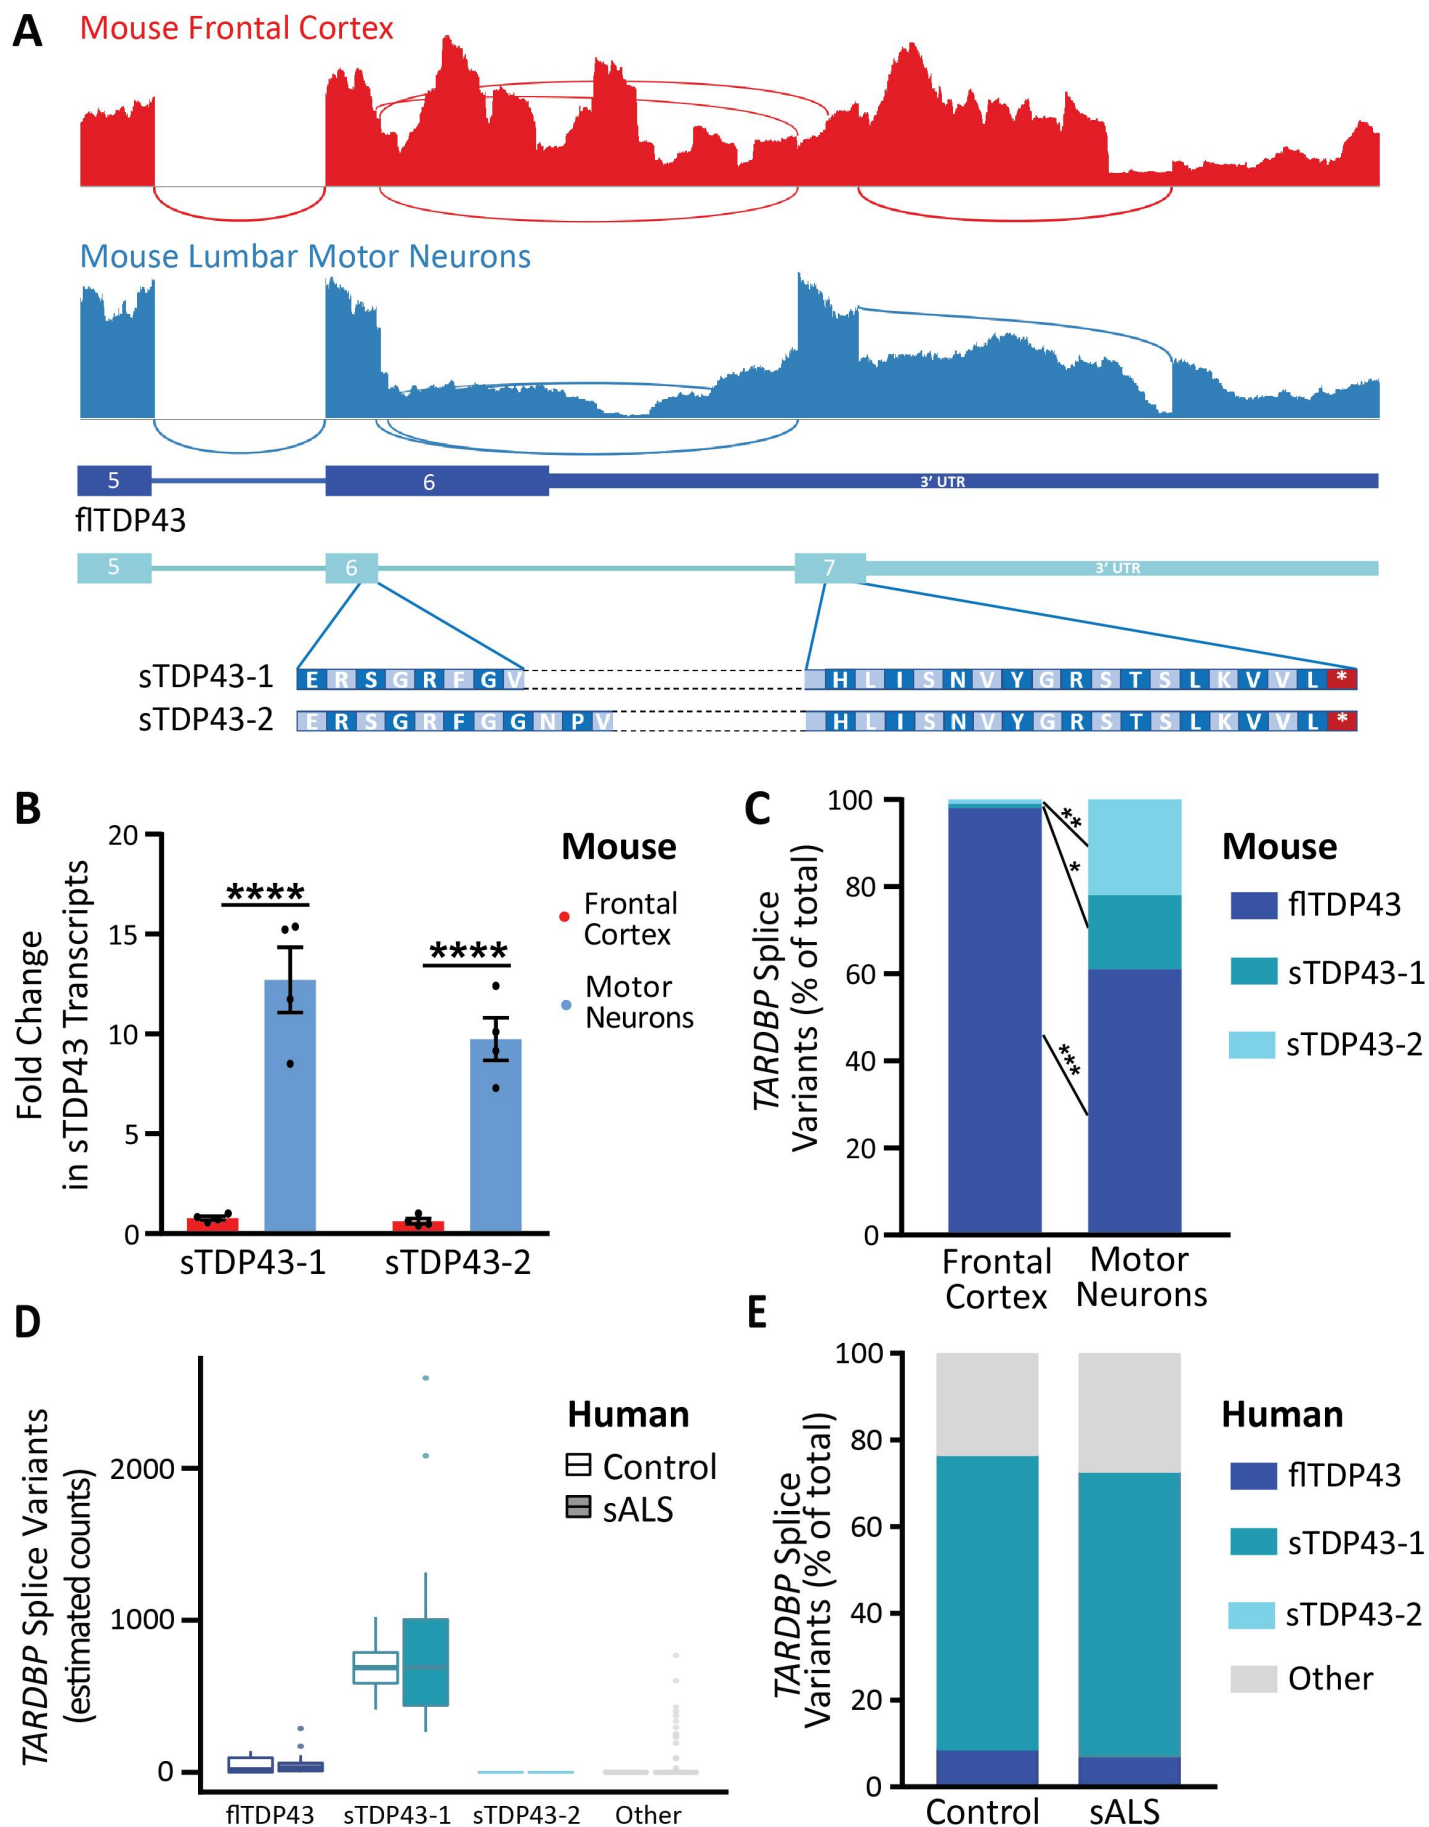 A
Mouse Frontal Cortex
Mouse Lumbar Motor Neurons
5
6
3’ UTR
flTDP43
5
6
7
3’ UTR
sTDP43-1
E R S G R F G V
H L I S N V Y G R S T S L K V V L *
sTDP43-2
E R S G R F G G N P V
H L I S N V Y G R S T S L K V V L *
B
Fold Change
in sTDP43 Transcripts
20
15
10
5
0
****
****
sTDP43-1
sTDP43-2
Mouse
Frontal
Cortex
Motor
Neurons
C
TARDBP Splice
Variants (% of total)
100
80
60
40
20
0
**
*
***
Frontal
Cortex
Motor
Neurons
Mouse
flTDP43
sTDP43-1
sTDP43-2
D
TARDBP Splice Variants
(estimated counts)
2000
1000
0
flTDP43
sTDP43-1
sTDP43-2
Other
Human
Control
sALS
E
TARDBP Splice
Variants (% of total)
100
80
60
40
20
0
Control
sALS
Human
flTDP43
sTDP43-1
sTDP43-2
Other